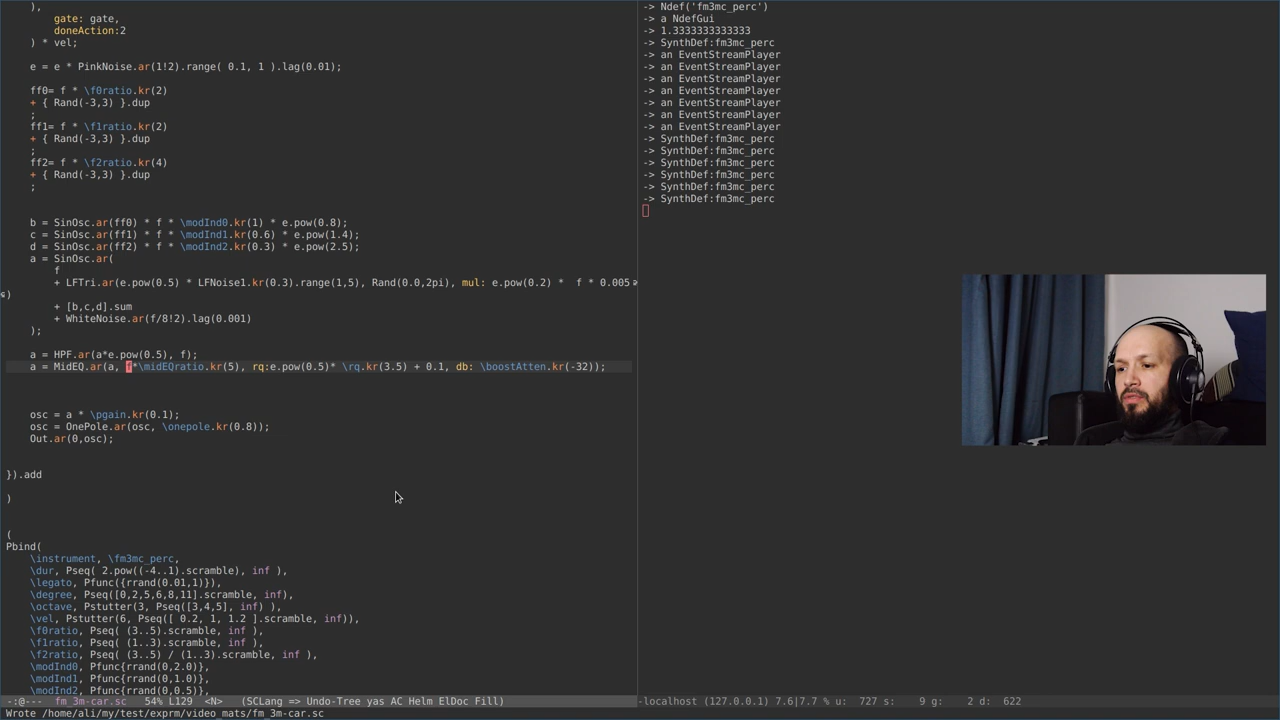 ),
        gate: gate,
        doneAction:2
    ) * vel;
    e = e * PinkNoise.ar(1!2).range( 0.1, 1 ).lag(0.01);
    ff0= f * \f0ratio.kr(2)
    + { Rand(-3,3) }.dup
    ;
    ff1= f * \f1ratio.kr(2)
    + { Rand(-3,3) }.dup
    ;
    ff2= f * \f2ratio.kr(4)
    + { Rand(-3,3) }.dup
    ;
    b = SinOsc.ar(ff0) * f * \modInd0.kr(1) * e.pow(0.8);
    c = SinOsc.ar(ff1) * f * \modInd1.kr(0.6) * e.pow(1.4);
    d = SinOsc.ar(ff2) * f * \modInd2.kr(0.3) * e.pow(2.5);
    a = SinOsc.ar(
        f
        + LFTri.ar(e.pow(0.5) * LFNoise1.kr(0.3).range(1,5), Rand(0.0,2pi), mul: e.pow(0.2) *  f * 0.005
)
        + [b,c,d].sum
        + WhiteNoise.ar(f/8!2).lag(0.001)
    );
    a = HPF.ar(a*e.pow(0.5), f);
    a = MidEQ.ar(a, f*\midEQratio.kr(5), rq:e.pow(0.5)* \rq.kr(3.5) + 0.1, db: \boostAtten.kr(-32));
    osc = a * \pgain.kr(0.1);
    osc = OnePole.ar(osc, \onepole.kr(0.8));
    Out.ar(0,osc);
}).add
)
(
Pbind(
    \instrument, \fm3mc_perc,
    \dur, Pseq( 2.pow((-4..1).scramble), inf ),
    \legato, Pfunc({rrand(0.01,1)}),
    \degree, Pseq([0,2,5,6,8,11].scramble, inf),
    \octave, Pstutter(3, Pseq([3,4,5], inf) ),
    \vel, Pstutter(6, Pseq([ 0.2, 1, 1.2 ].scramble, inf)),
    \f0ratio, Pseq( (3..5).scramble, inf ),
    \f1ratio, Pseq( (1..3).scramble, inf ),
    \f2ratio, Pseq( (3..5) / (1..3).scramble, inf ),
    \modInd0, Pfunc{rrand(0,2.0)},
    \modInd1, Pfunc{rrand(0,1.0)},
    \modInd2, Pfunc{rrand(0,0.5)},
-:@---  fm_3m-car.sc   54% L129  <N>  (SCLang => Undo-Tree yas AC Helm ElDoc Fill)
Wrote /home/ali/my/test/exprm/video_mats/fm_3m-car.sc
-> Ndef('fm3mc_perc')
-> a NdefGui
-> 1.3333333333333
-> SynthDef:fm3mc_perc
-> an EventStreamPlayer
-> an EventStreamPlayer
-> an EventStreamPlayer
-> an EventStreamPlayer
-> an EventStreamPlayer
-> an EventStreamPlayer
-> an EventStreamPlayer
-> SynthDef:fm3mc_perc
-> SynthDef:fm3mc_perc
-> SynthDef:fm3mc_perc
-> SynthDef:fm3mc_perc
-> SynthDef:fm3mc_perc
-> SynthDef:fm3mc_perc
-localhost (127.0.0.1) 7.6|7.7 % u:  727 s:    9 g:    2 d:  622